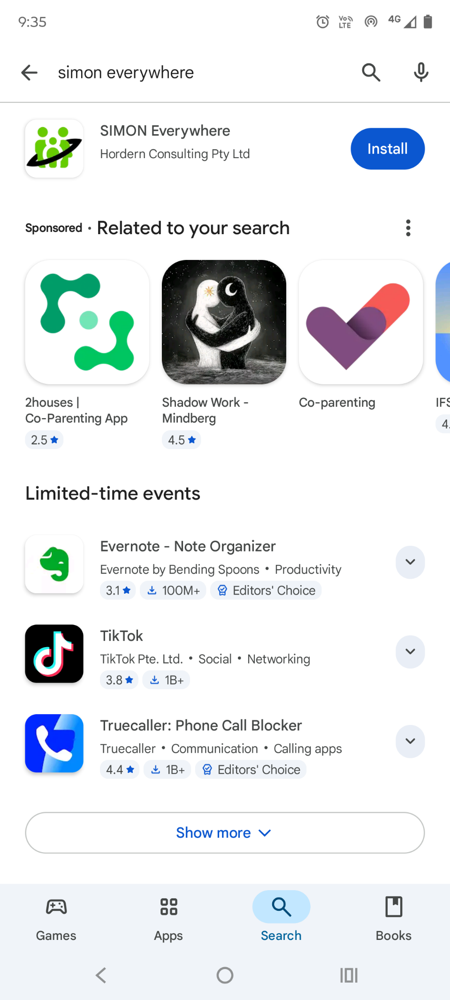 9:35
Vo
LTE
4G
simon everywhere
SIMON Everywhere
Hordern Consulting Pty Ltd
Install
Sponsored • Related to your search
2houses |
Co-Parenting App
2.5
Shadow Work -
Mindberg
4.5
Co-parenting
IFS
4.
Limited-time events
Evernote - Note Organizer
Evernote by Bending Spoons • Productivity
3.1 100M+ Editors' Choice
TikTok
TikTok Pte. Ltd. • Social • Networking
3.8 1B+
Truecaller: Phone Call Blocker
Truecaller • Communication • Calling apps
4.4 1B+ Editors' Choice
Show more
Games Apps Search Books